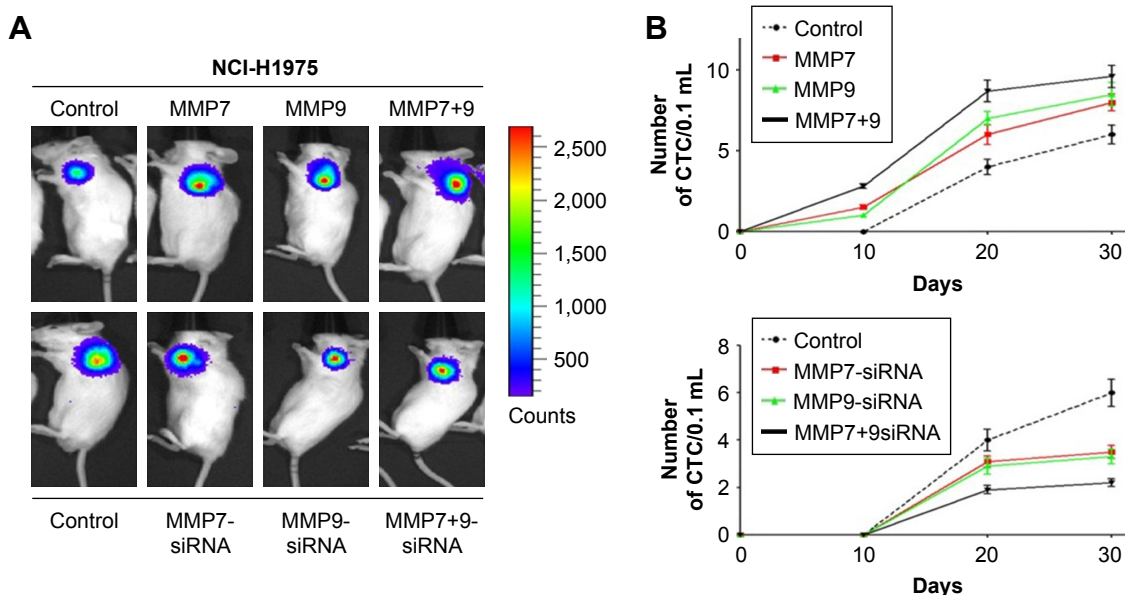 A
NCI-H1975
Control
MMP7
MMP9
MMP7+9
2,500
2,000
1,500
1,000
500
Counts
Control
MMP7-
siRNA
MMP9-
siRNA
MMP7+9-
siRNA
B
Control
MMP7
MMP9
MMP7+9
Number
of CTC/0.1 mL
10
5
0
0
10
20
30
Days
Control
MMP7-siRNA
MMP9-siRNA
MMP7+9siRNA
Number
of CTC/0.1 mL
8
6
4
2
0
0
10
20
30
Days